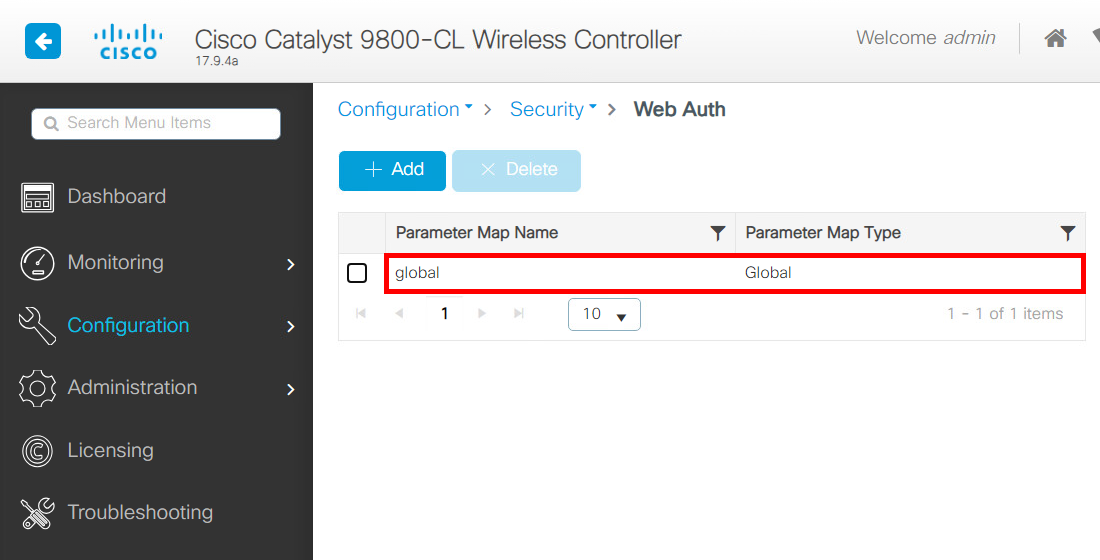 CISCO
Cisco Catalyst 9800-CL Wireless Controller
17.9.4a
Welcome admin
Search Menu Items
Dashboard
Monitoring
Configuration
Administration
Licensing
Troubleshooting
Configuration > Security > Web Auth
+ Add
× Delete
Parameter Map Name Parameter Map Type
global Global
1 10 1 - 1 of 1 items